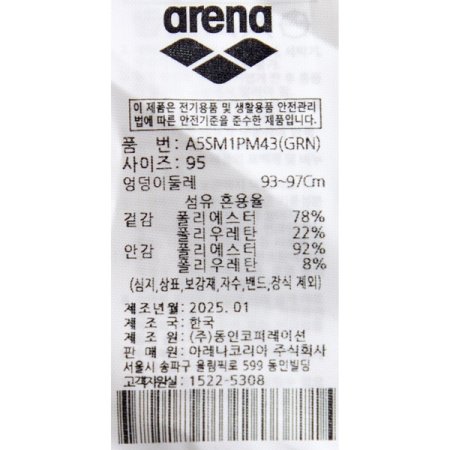 arena
이 제품은 전기용품 및 생활용품 안전관리
법에 따른 안전기준을 준수한 제품입니다.
품 번: A5SM1PM43(GRN)
사이즈: 95
엉덩이둘레 93~97Cm
섬유 혼용율
겉감 폴리에스터 78%
폴리우레탄 22%
안감 폴리에스터 92%
폴리우레탄 8%
(심지,상표,보강재,자수,밴드,장식 제외)
제조년월: 2025. 01
제 조 국: 한국
제 조 원: (주)동인코퍼레이션
판 매 원: 아레나코리아 주식회사
서울시 송파구 올림픽로 599 동인빌딩
고객지원실: 1522-5308